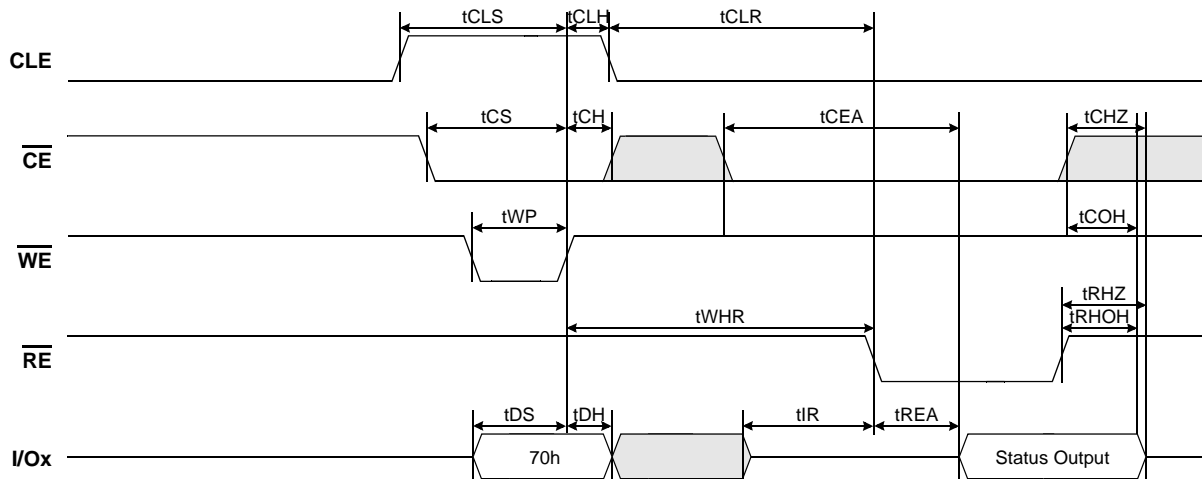 tCLS tCLH tCLR
CLE
tCS tCH tCEA tCHZ
CE
tWP tCOH
WE
tRHZ
tWHR tRHOH
RE
tDS tDH tIR tREA
I/Ox 70h Status Output